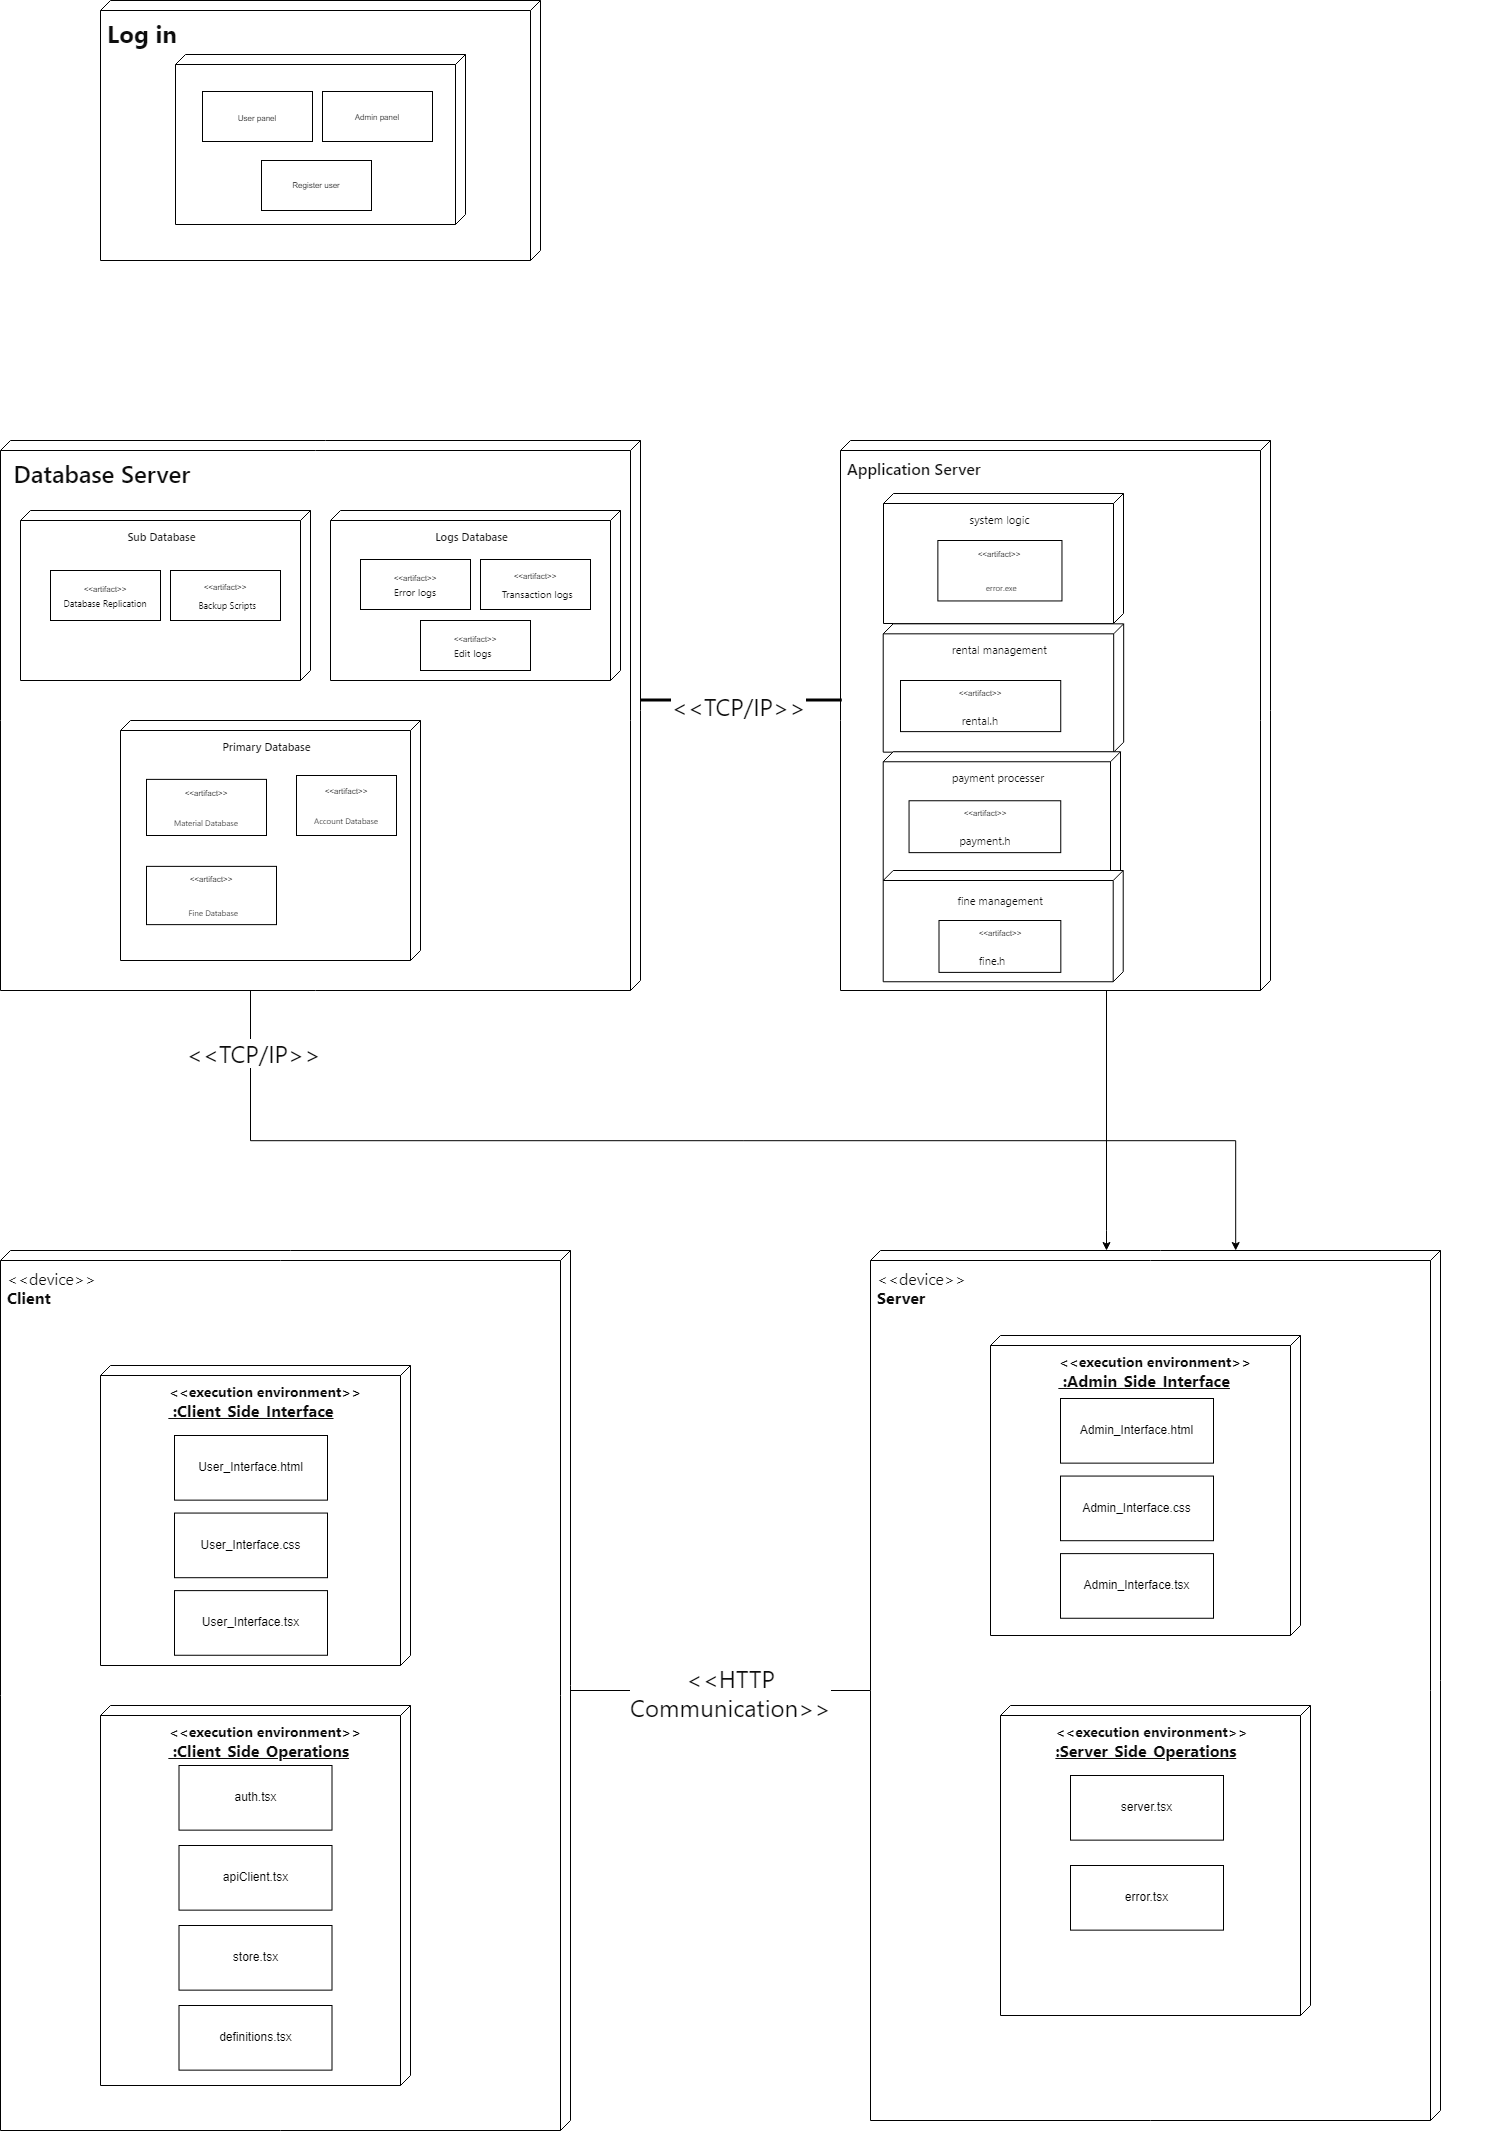 Log in
User panel
Admin panel
Register user
Database Server
Sub Database
<<artifact>>
Database Replication
<<artifact>>
Backup Scripts
Logs Database
<<artifact>>
Error logs
<<artifact>>
Transaction logs
<<artifact>>
Edit logs
Primary Database
<<artifact>>
Material Database
<<artifact>>
Account Database
<<artifact>>
Fine Database
<<TCP/IP>>
Application Server
system logic
<<artifact>>
error.exe
rental management
<<artifact>>
rental.h
payment processer
<<artifact>>
payment.h
fine management
<<artifact>>
fine.h
<<TCP/IP>>
<<device>>
Client
<<execution environment>>
:Client_Side_Interface
User_Interface.html
User_Interface.css
User_Interface.tsx
<<execution environment>>
:Client_Side_Operations
auth.tsx
apiClient.tsx
store.tsx
definitions.tsx
<<HTTP
Communication>>
<<device>>
Server
<<execution environment>>
:Admin_Side_Interface
Admin_Interface.html
Admin_Interface.css
Admin_Interface.tsx
<<execution environment>>
:Server_Side_Operations
server.tsx
error.tsx